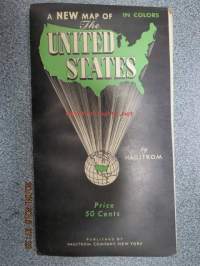 A NEW MAP OF
The
IN COLORS
UNITED
STATES
by
HAGSTROM
Price
50 Cents
PUBLISHED BY
HAGSTROM COMPANY, NEW YORK